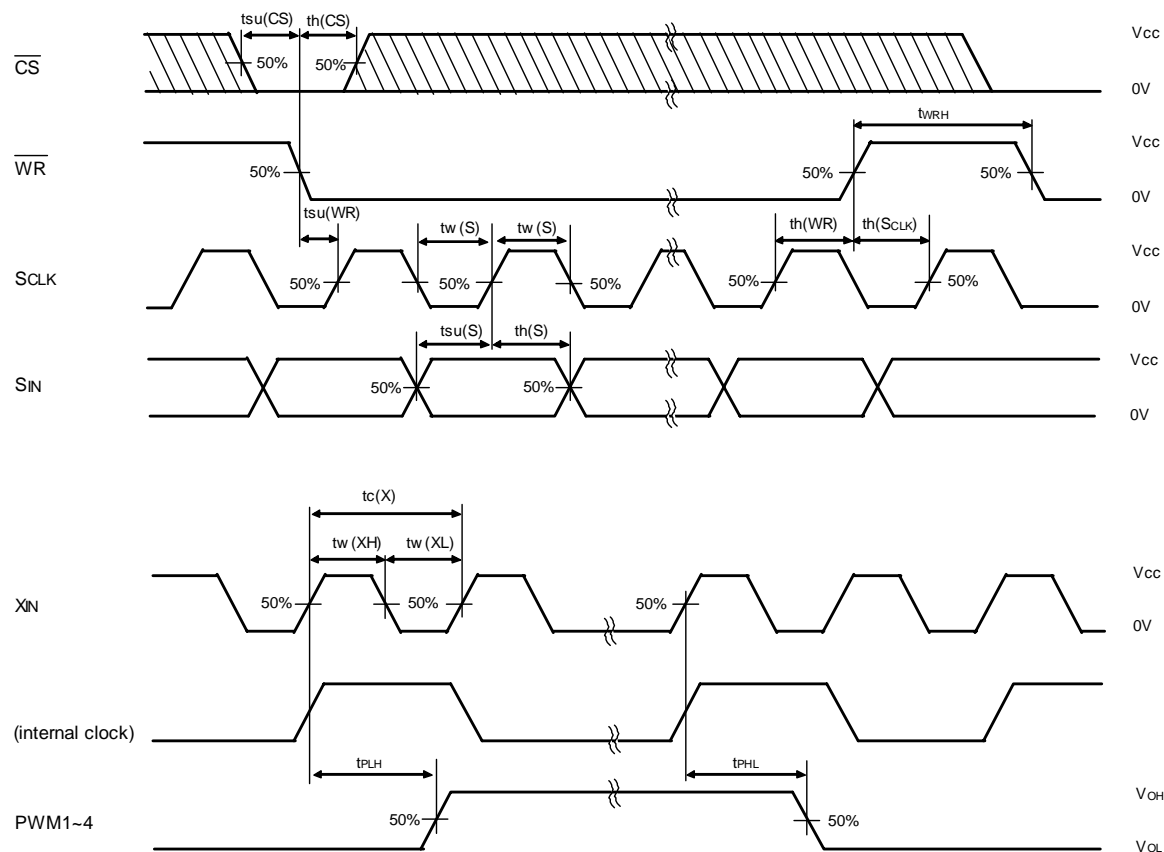 tsu(CS) th(CS)
CS 50% 50% Vcc
0V
tWRH
WR 50% 50% 50% Vcc
0V
tsu(WR) tw (S) tw (S) th(WR) th(SCLK)
SCLK 50% 50% 50% 50% 50% Vcc
0V
tsu(S) th(S)
SIN 50% 50% Vcc
0V
tc(X)
tw (XH) tw (XL)
XIN 50% 50% 50% Vcc
0V
(internal clock)
tPLH tPHL
PWM1~4 50% 50% VOH
VOL